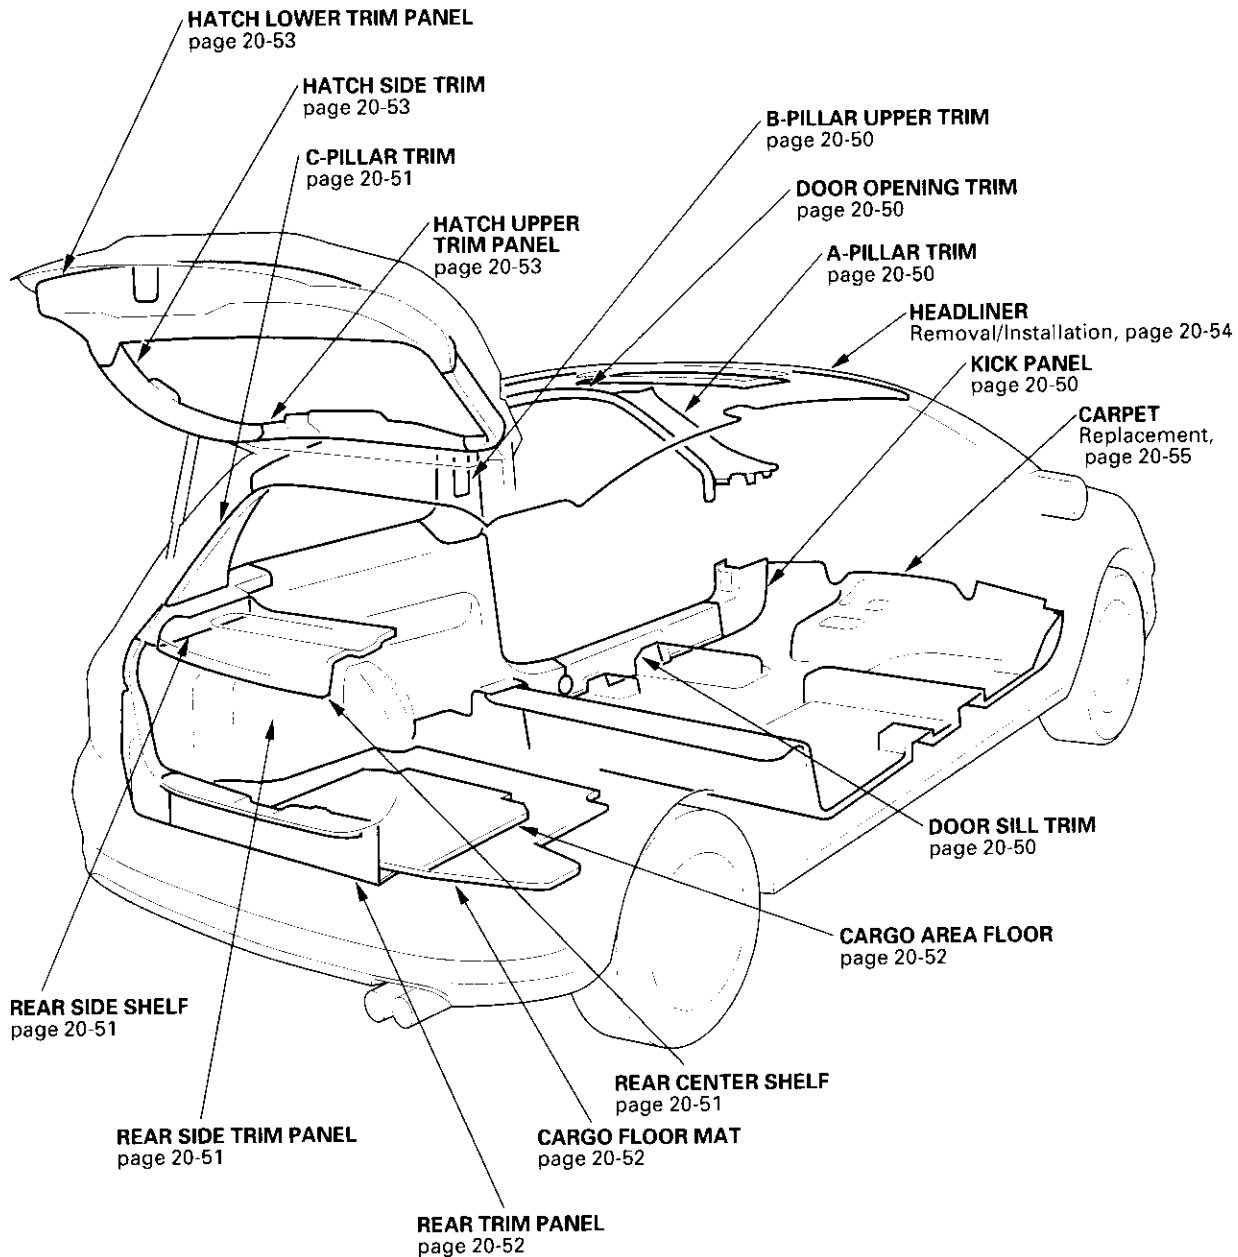 HATCH LOWER TRIM PANEL
page 20-53
HATCH SIDE TRIM
page 20-53
C-PILLAR TRIM
page 20-51
HATCH UPPER
TRIM PANEL
page 20-53
B-PILLAR UPPER TRIM
page 20-50
DOOR OPENING TRIM
page 20-50
A-PILLAR TRIM
page 20-50
HEADLINER
Removal/Installation, page 20-54
KICK PANEL
page 20-50
CARPET
Replacement,
page 20-55
DOOR SILL TRIM
page 20-50
CARGO AREA FLOOR
page 20-52
REAR SIDE SHELF
page 20-51
REAR CENTER SHELF
page 20-51
REAR SIDE TRIM PANEL
page 20-51
CARGO FLOOR MAT
page 20-52
REAR TRIM PANEL
page 20-52